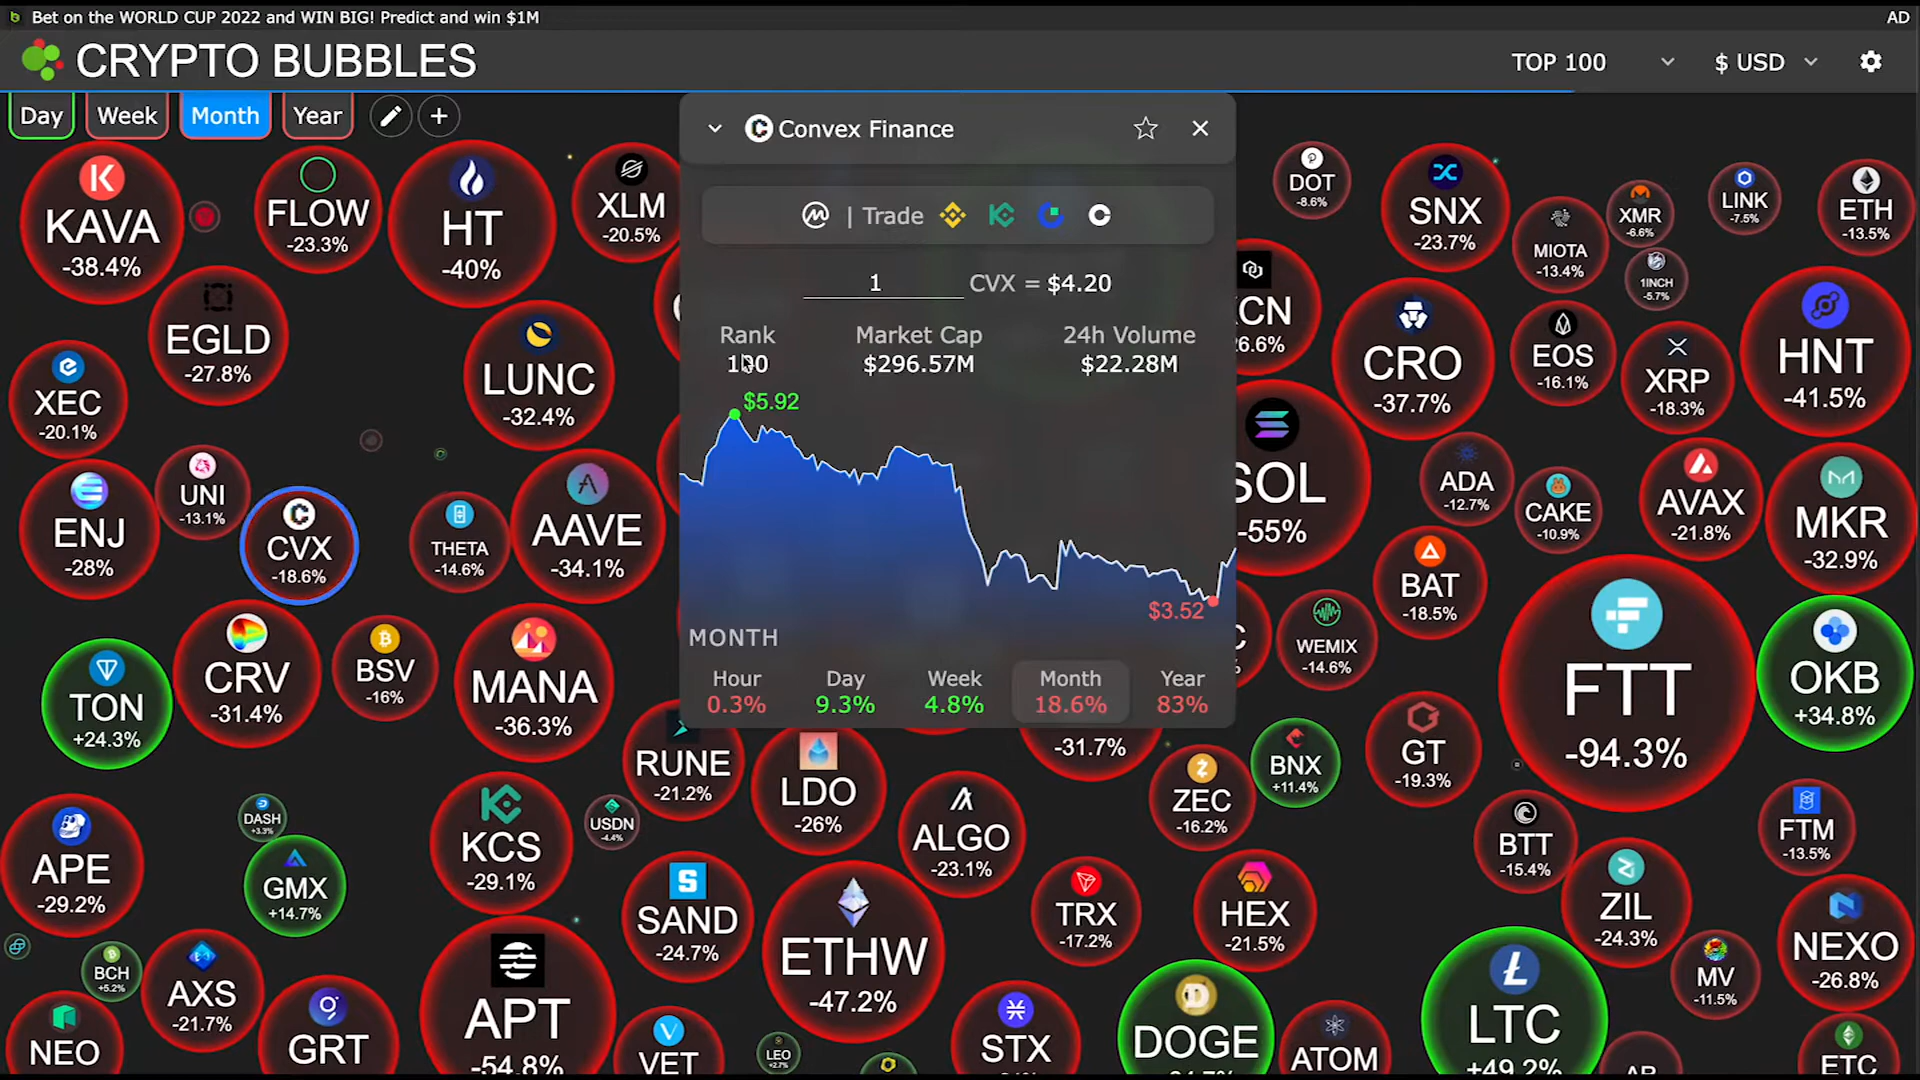 Bet on the WORLD CUP 2022 and WIN BIG! Predict and win $1M
AD
CRYPTO BUBBLES
TOP 100
$ USD
Day
Week
Month
Year
Convex Finance
| Trade
1
CVX = $4.20
Rank
Market Cap
$296.57M
24h Volume
$22.28M
$5.92
$3.52
MONTH
Hour
0.3%
Day
9.3%
Week
4.8%
Month
18.6%
Year
83%
KAVA
-38.4%
FLOW
-23.3%
HT
-40%
XLM
-20.5%
DOT
-8.6%
SNX
-23.7%
MIOTA
-13.4%
XMR
-6.6%
LINK
-7.5%
ETH
-13.5%
1INCH
-5.7%
EGLD
-27.8%
LUNC
-32.4%
XEC
-20.1%
CRO
-37.7%
EOS
-16.1%
XRP
-18.3%
HNT
-41.5%
UNI
-13.1%
ENJ
-28%
CVX
-18.6%
THETA
-14.6%
AAVE
-34.1%
SOL
-55%
ADA
-12.7%
CAKE
-10.9%
AVAX
-21.8%
MKR
-32.9%
BAT
-18.5%
WEMIX
-14.6%
FTT
-94.3%
OKB
+34.8%
TON
+24.3%
CRV
-31.4%
BSV
-16%
MANA
-36.3%
RUNE
-21.2%
LDO
-26%
-31.7%
BNX
+11.4%
GT
-19.3%
ZEC
-16.2%
DASH
+3.3%
KCS
-29.1%
USDN
-4.4%
ALGO
-23.1%
BTT
-15.4%
FTM
-13.5%
APE
-29.2%
GMX
+14.7%
SAND
-24.7%
ETHW
-47.2%
TRX
-17.2%
HEX
-21.5%
ZIL
-24.3%
NEXO
-26.8%
BCH
+5.2%
AXS
-21.7%
APT
-54.8%
MV
-11.5%
NEO
GRT
VET
LEO
+2.7%
STX
DOGE
ATOM
LTC
+49.2%
ETC